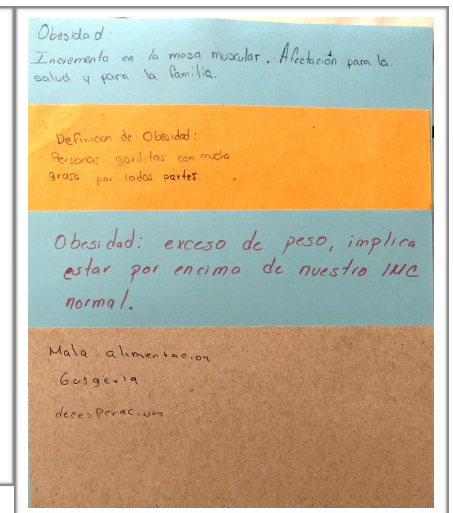 Obesidad:
Incremento en la masa muscular. Afectación para la
salud y para la familia.
Definicon de Obesidad:
Personas gorditas con mucha
grasa por todas partes
Obesidad: exceso de peso, implica
estar por encima de nuestro IMC
normal.
Mala alimentacion
Gusgeria
decesperacion